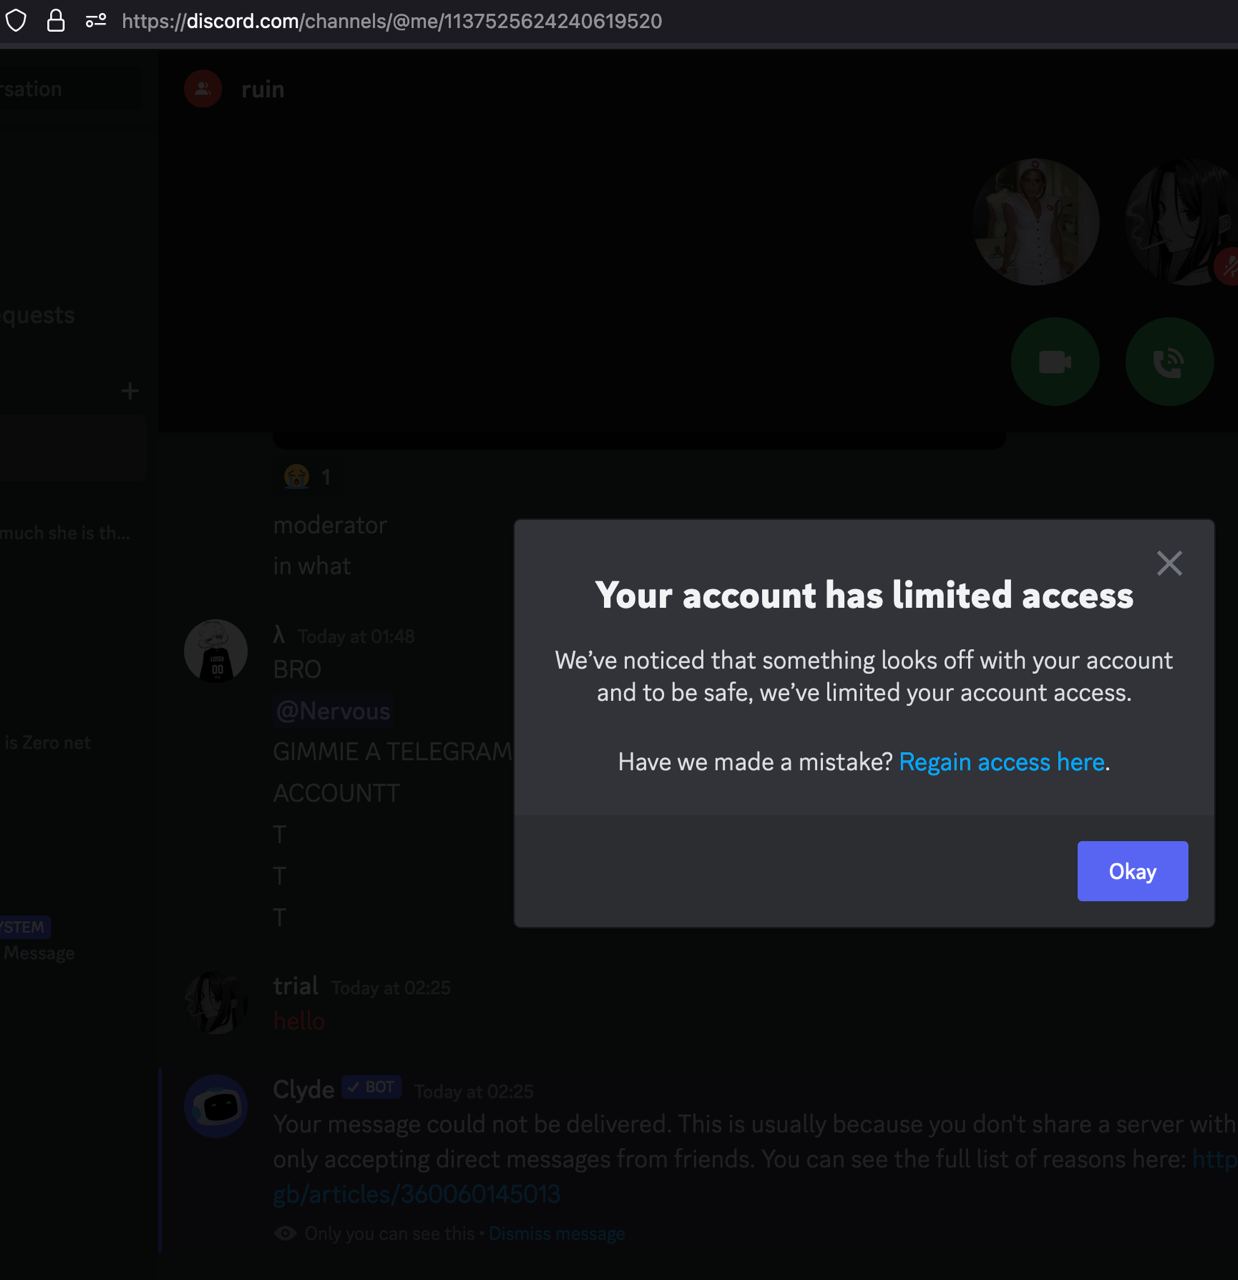 https://discord.com/channels/@me/1137525624240619520
rsation
ruin
quests
1
moderator
in what
much she is th...
Your account has limited access
We've noticed that something looks off with your account
and to be safe, we've limited your account access.
Have we made a mistake? Regain access here.
Okay
λ Today at 01:48
BRO
@Nervous
GIMMIE A TELEGRAM
ACCOUNTT
T
T
T
is Zero net
YSTEM
Message
trial Today at 02:25
hello
Clyde ✓ BOT Today at 02:25
Your message could not be delivered. This is usually because you don't share a server with
only accepting direct messages from friends. You can see the full list of reasons here: http
gb/articles/360060145013
Only you can see this • Dismiss message